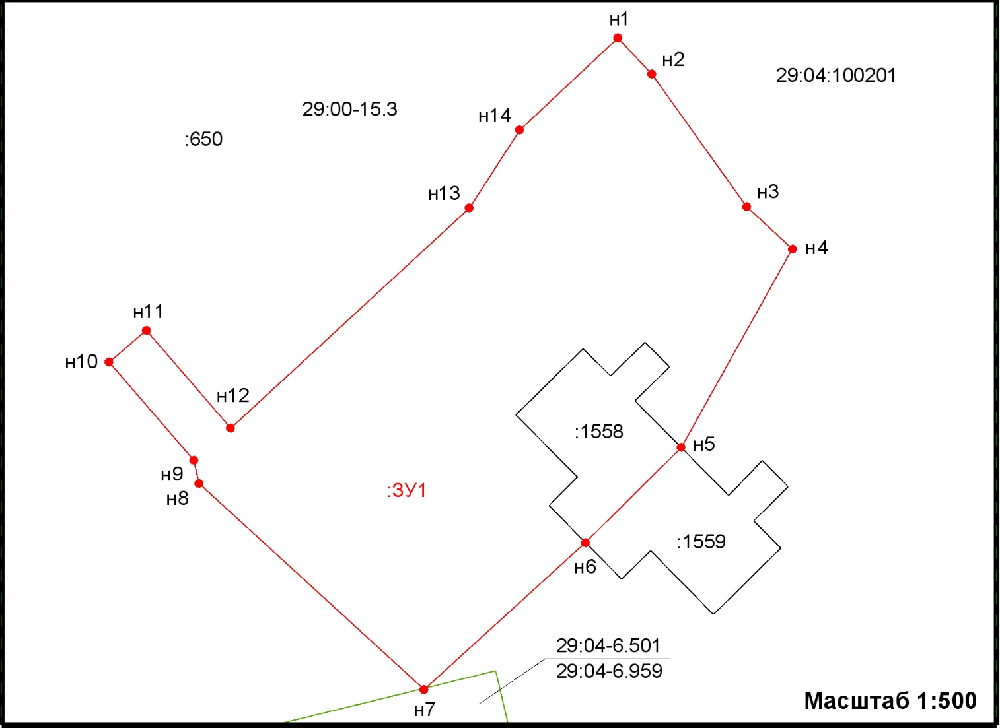 н1
н2
29:04:100201
29:00-15.3
н14
:650
н13
н3
н4
н11
н10
н12
:1558
н5
н9
:ЗУ1
н8
:1559
н6
29:04-6.501
29:04-6.959
Масштаб 1:500
н7